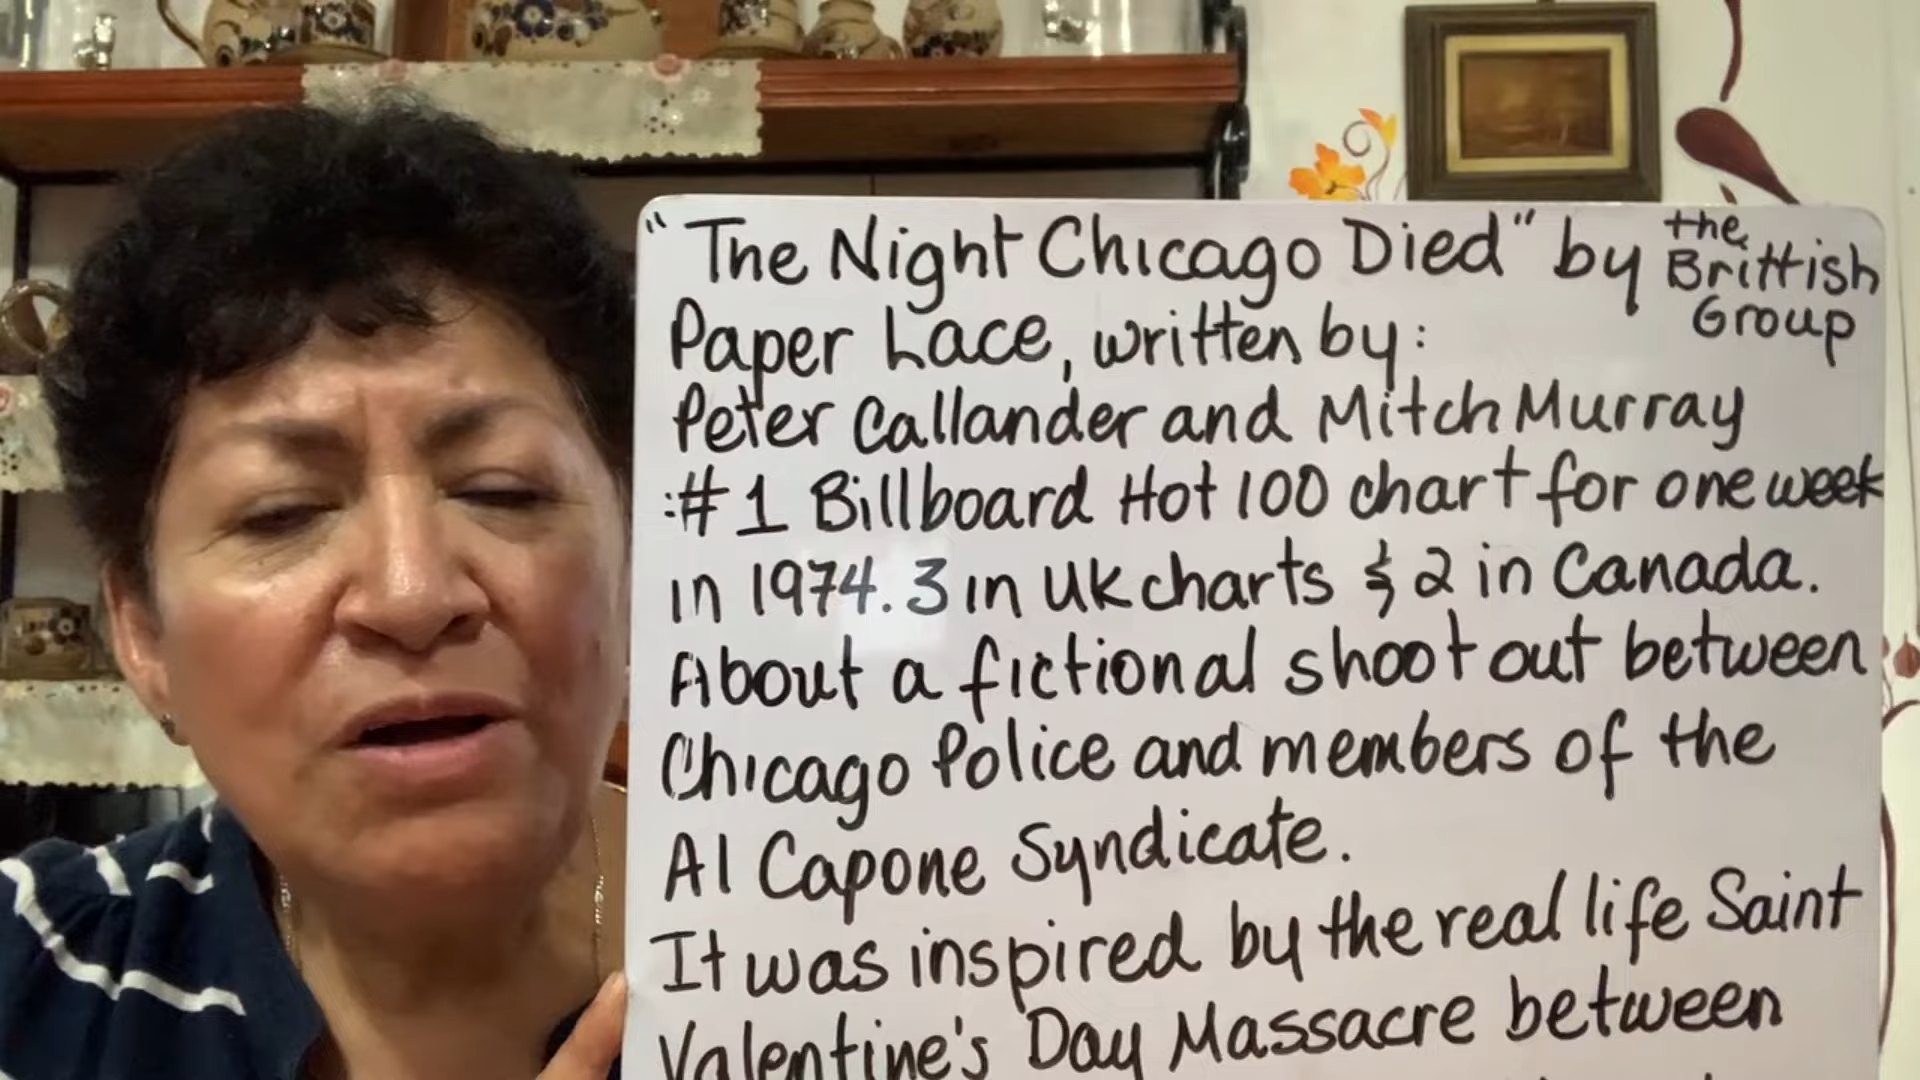 "The Night Chicago Died" by the Brittish Group
Paper Lace, written by:
Peter Callander and Mitch Murray
:#1 Billboard Hot 100 chart for one week
in 1974. 3 in UK charts & 2 in Canada.
About a fictional shoot out between
Chicago Police and members of the
Al Capone Syndicate.
It was inspired by the real life Saint
Valentine's Day Massacre between